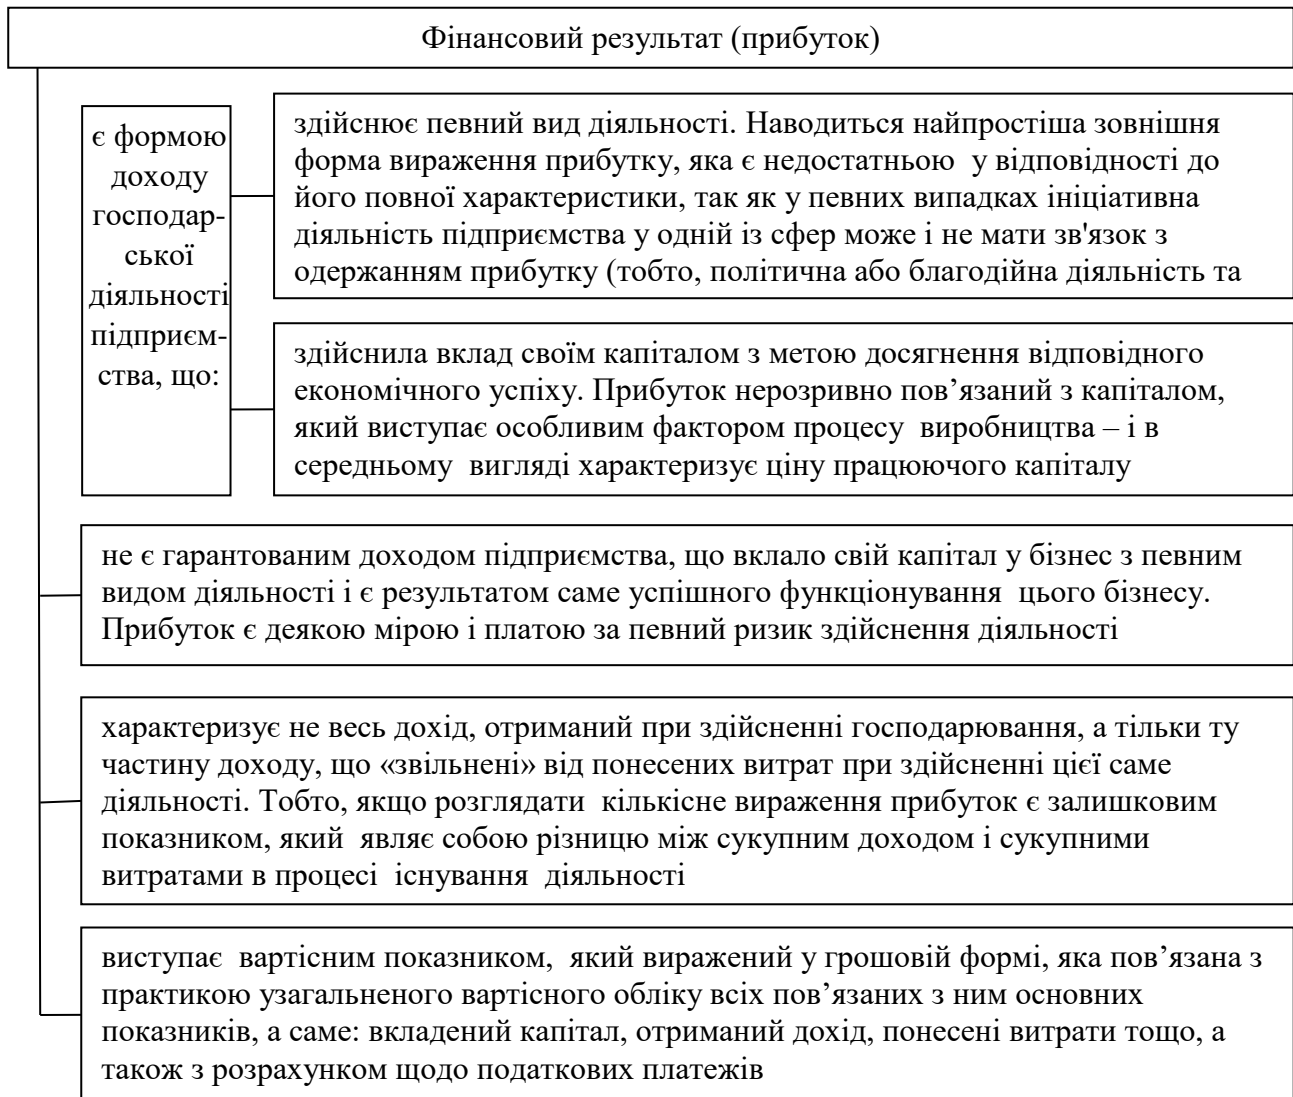 Фінансовий результат (прибуток)
є формою
доходу
господар-
ської
діяльності
підприєм-
ства, що:
здійснює певний вид діяльності. Наводиться найпростіша зовнішня
форма вираження прибутку, яка є недостатньою у відповідності до
його повної характеристики, так як у певних випадках ініціативна
діяльність підприємства у одній із сфер може і не мати зв'язок з
одержанням прибутку (тобто, політична або благодійна діяльність та
здійснила вклад своїм капіталом з метою досягнення відповідного
економічного успіху. Прибуток нерозривно пов’язаний з капіталом,
який виступає особливим фактором процесу виробництва – і в
середньому вигляді характеризує ціну працюючого капіталу
не є гарантованим доходом підприємства, що вклало свій капітал у бізнес з певним
видом діяльності і є результатом саме успішного функціонування цього бізнесу.
Прибуток є деякою мірою і платою за певний ризик здійснення діяльності
характеризує не весь дохід, отриманий при здійсненні господарювання, а тільки ту
частину доходу, що «звільнені» від понесених витрат при здійсненні цієї саме
діяльності. Тобто, якщо розглядати кількісне вираження прибуток є залишковим
показником, який являє собою різницю між сукупним доходом і сукупними
витратами в процесі існування діяльності
виступає вартісним показником, який виражений у грошовій формі, яка пов’язана з
практикою узагальненого вартісного обліку всіх пов’язаних з ним основних
показників, а саме: вкладений капітал, отриманий дохід, понесені витрати тощо, а
також з розрахунком щодо податкових платежів